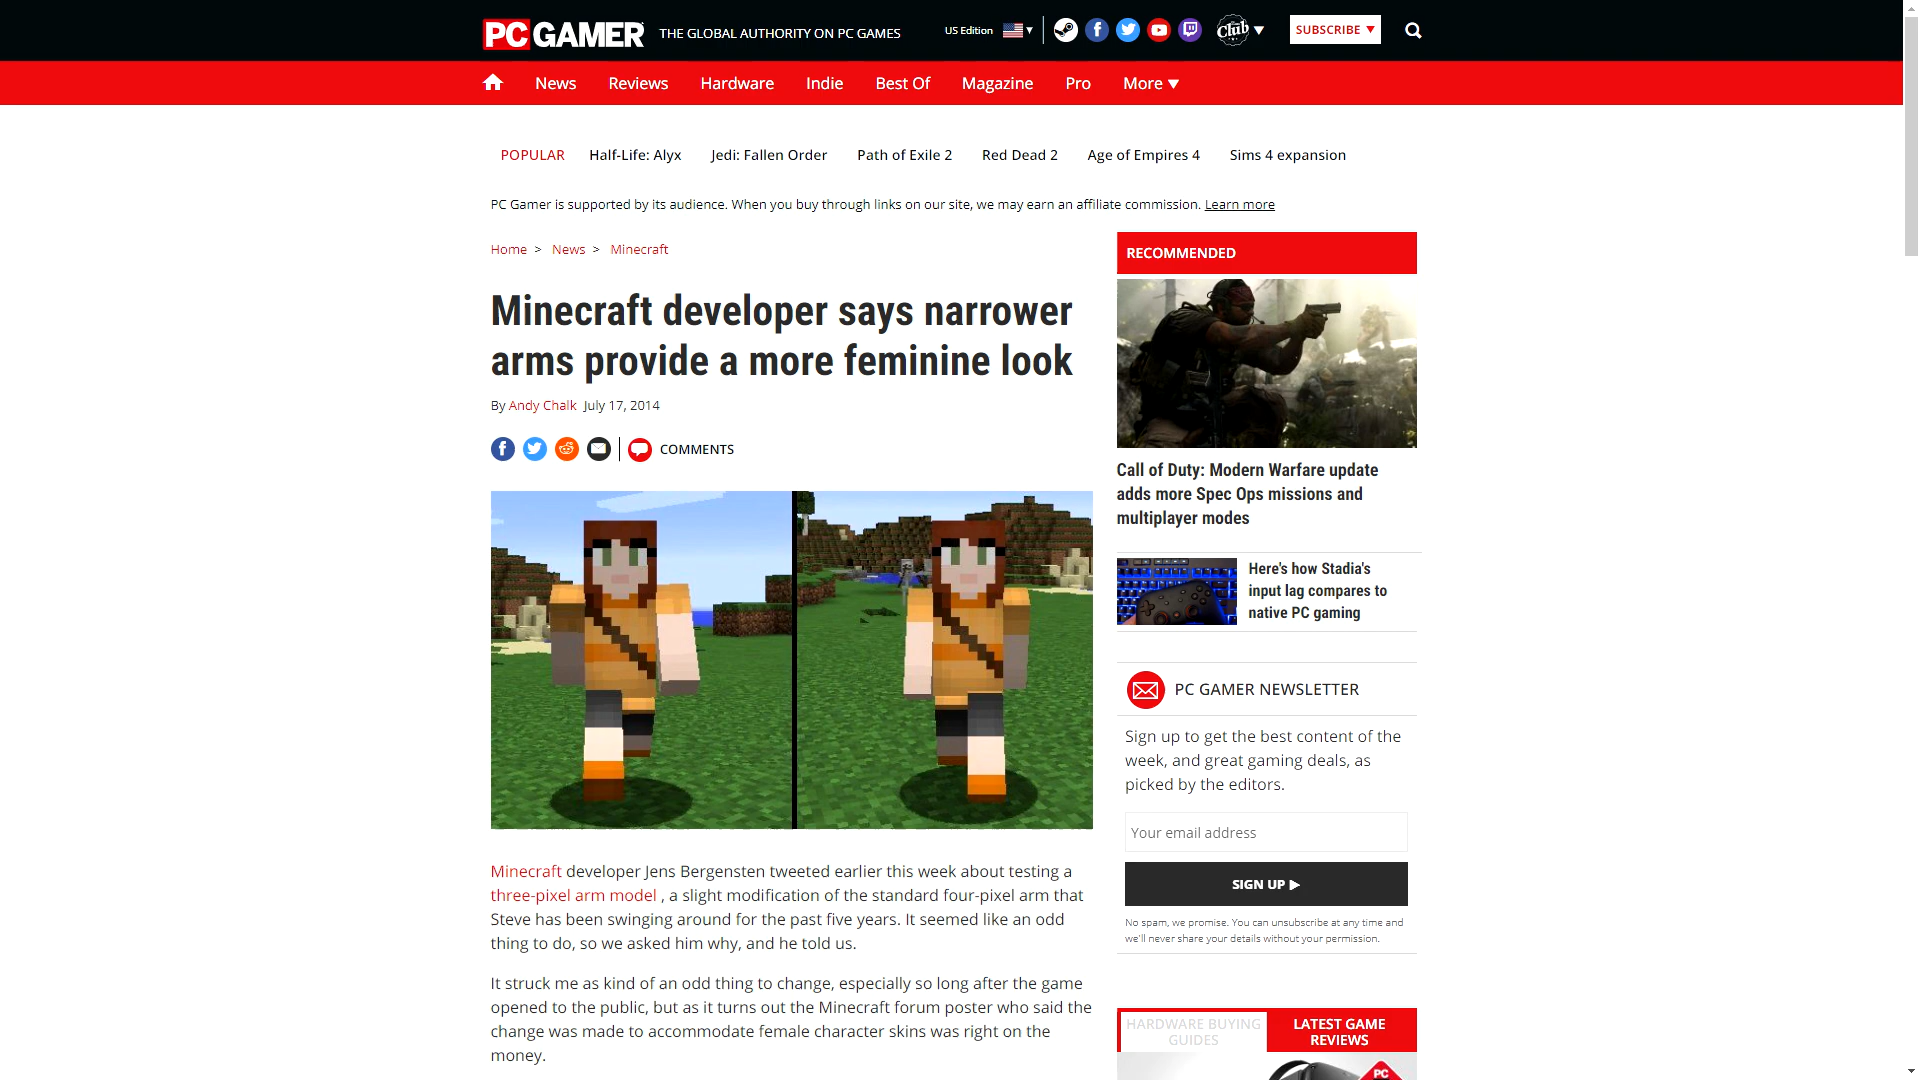 PC GAMER THE GLOBAL AUTHORITY ON PC GAMES US Edition Club SUBSCRIBE
News Reviews Hardware Indie Best Of Magazine Pro More
POPULAR Half-Life: Alyx Jedi: Fallen Order Path of Exile 2 Red Dead 2 Age of Empires 4 Sims 4 expansion
PC Gamer is supported by its audience. When you buy through links on our site, we may earn an affiliate commission. Learn more
Home > News > Minecraft
Minecraft developer says narrower
arms provide a more feminine look
By Andy Chalk July 17, 2014
COMMENTS
Minecraft developer Jens Bergensten tweeted earlier this week about testing a
three-pixel arm model , a slight modification of the standard four-pixel arm that
Steve has been swinging around for the past five years. It seemed like an odd
thing to do, so we asked him why, and he told us.
It struck me as kind of an odd thing to change, especially so long after the game
opened to the public, but as it turns out the Minecraft forum poster who said the
change was made to accommodate female character skins was right on the
money.
RECOMMENDED
Call of Duty: Modern Warfare update
adds more Spec Ops missions and
multiplayer modes
Here's how Stadia's
input lag compares to
native PC gaming
PC GAMER NEWSLETTER
Sign up to get the best content of the
week, and great gaming deals, as
picked by the editors.
Your email address
SIGN UP
No spam, we promise. You can unsubscribe at any time and
we'll never share your details without your permission.
HARDWARE BUYING
GUIDES
LATEST GAME
REVIEWS
PC